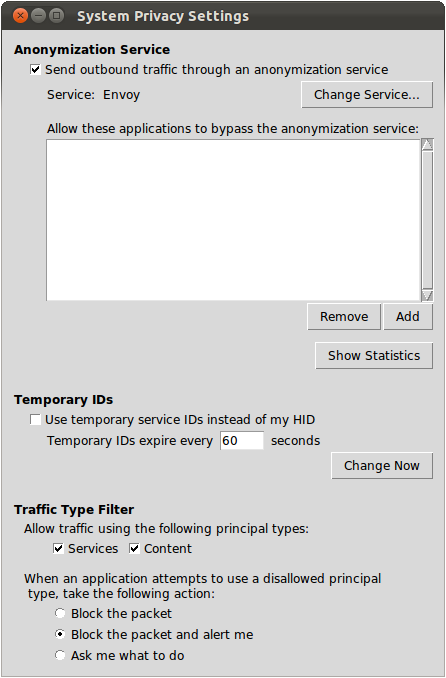 System Privacy Settings
Anonymization Service
Send outbound traffic through an anonymization service
Service: Envoy
Change Service...
Allow these applications to bypass the anonymization service:
Remove
Add
Show Statistics
Temporary IDs
Use temporary service IDs instead of my HID
Temporary IDs expire every 60 seconds
Change Now
Traffic Type Filter
Allow traffic using the following principal types:
Services
Content
When an application attempts to use a disallowed principal
type, take the following action:
Block the packet
Block the packet and alert me
Ask me what to do